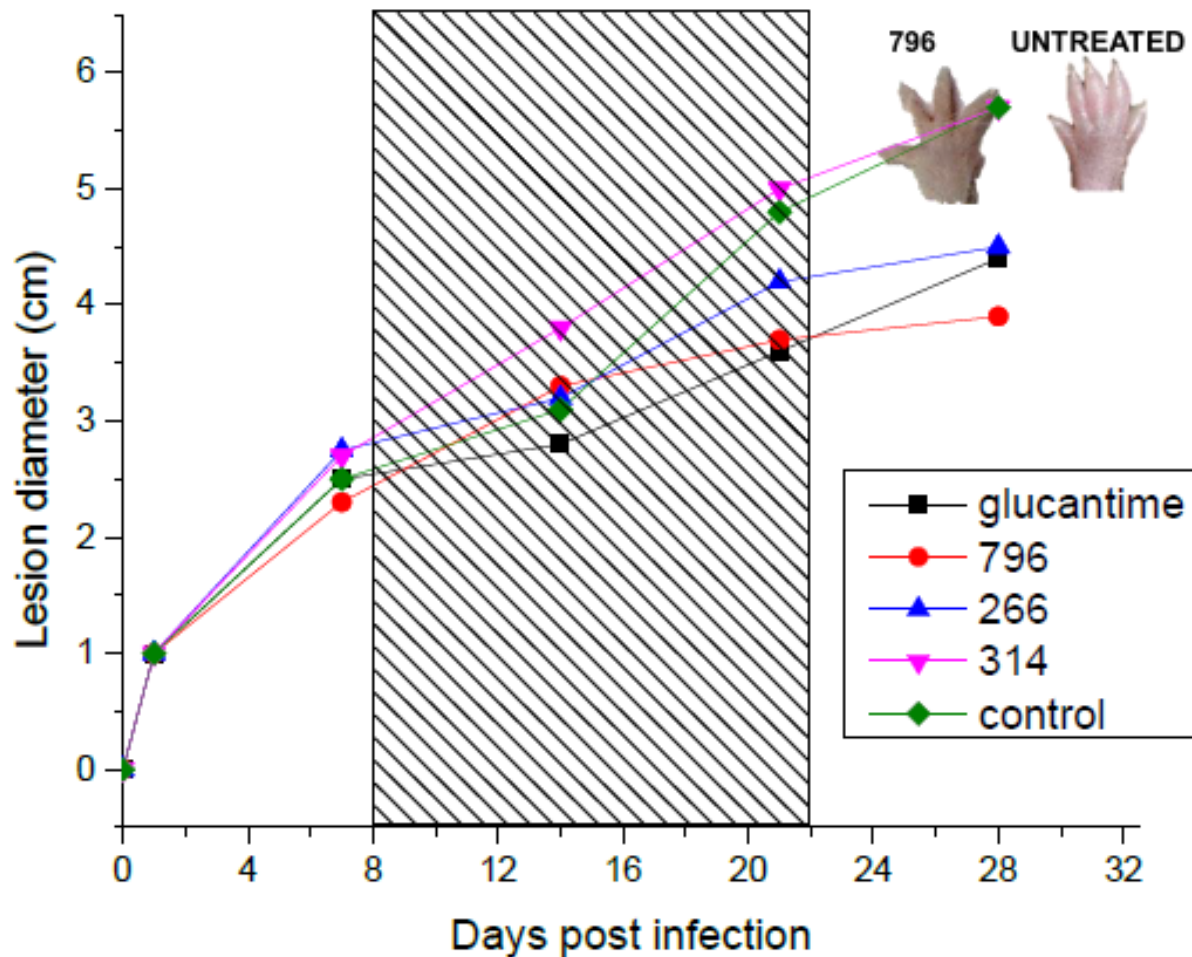 796 UNTREATED
6
5
4
3
2
1
0
Lesion diameter (cm)
glucantime
796
266
314
control
0 4 8 12 16 20 24 28 32
Days post infection